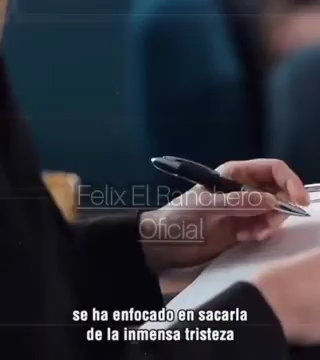 Felix El Ranchero
Oficial
se ha enfocado en sacarla
de la inmensa tristeza